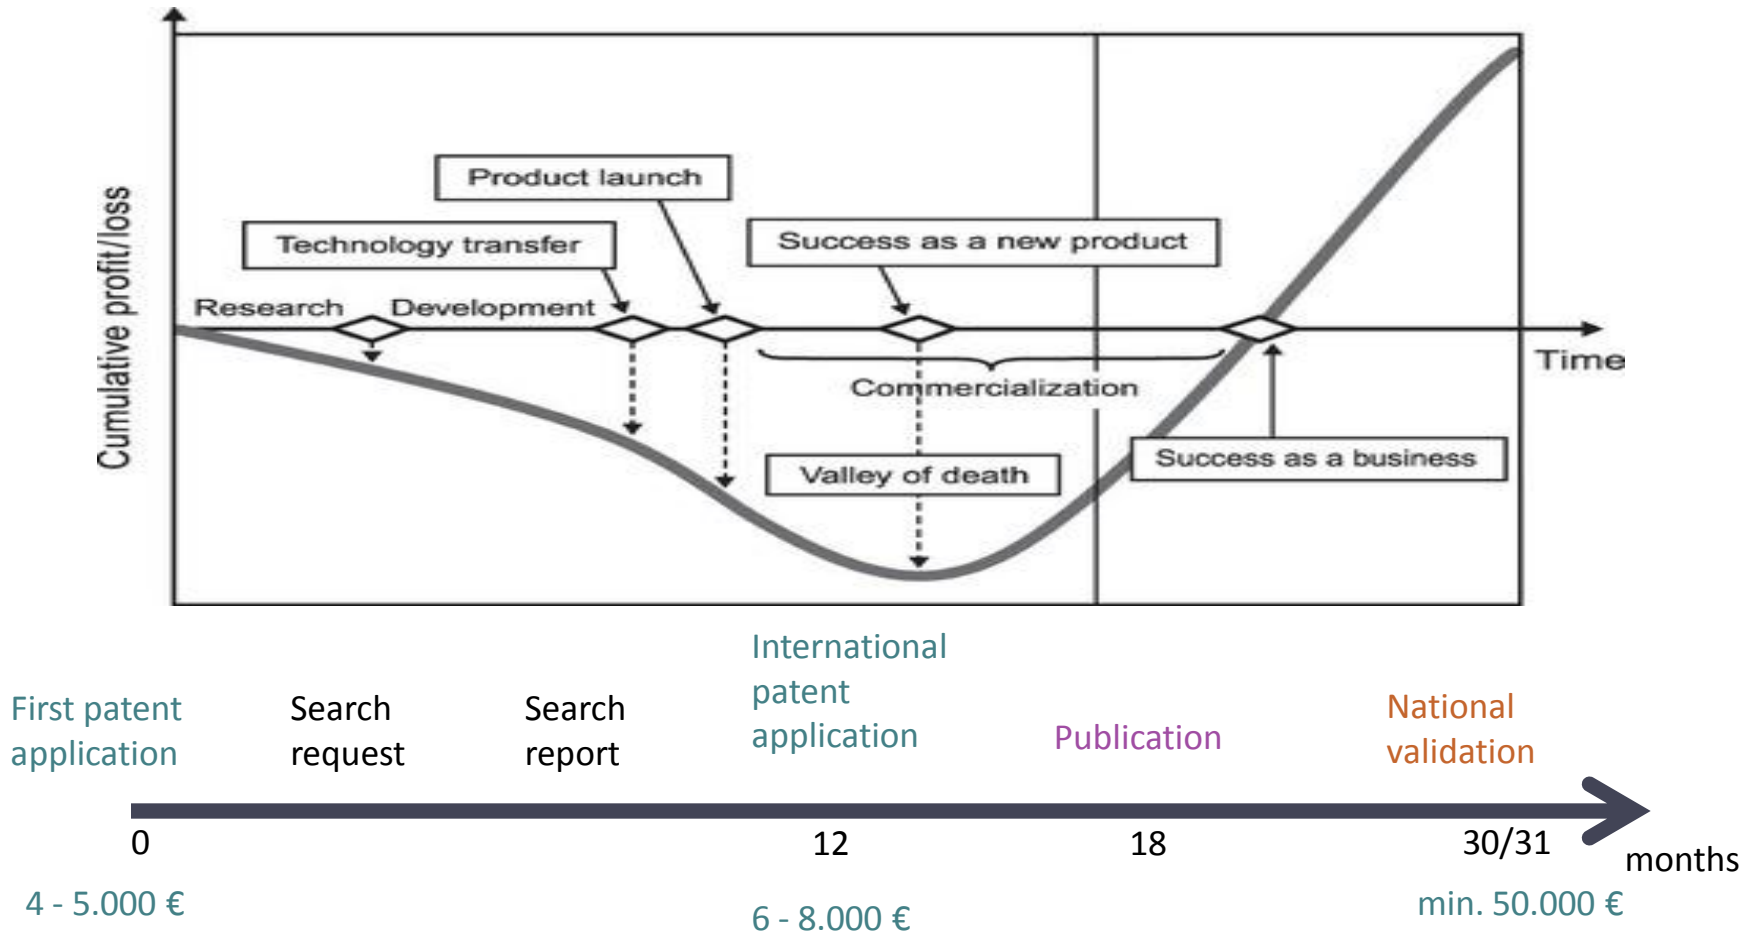 Cumulative profit/loss
Product launch
Technology transfer
Success as a new product
Research
Development
Time
Commercialization
Valley of death
Success as a business
First patent
application
Search
request
Search
report
International
patent
application
Publication
National
validation
0
12
18
30/31
months
4 - 5.000 €
6 - 8.000 €
min. 50.000 €